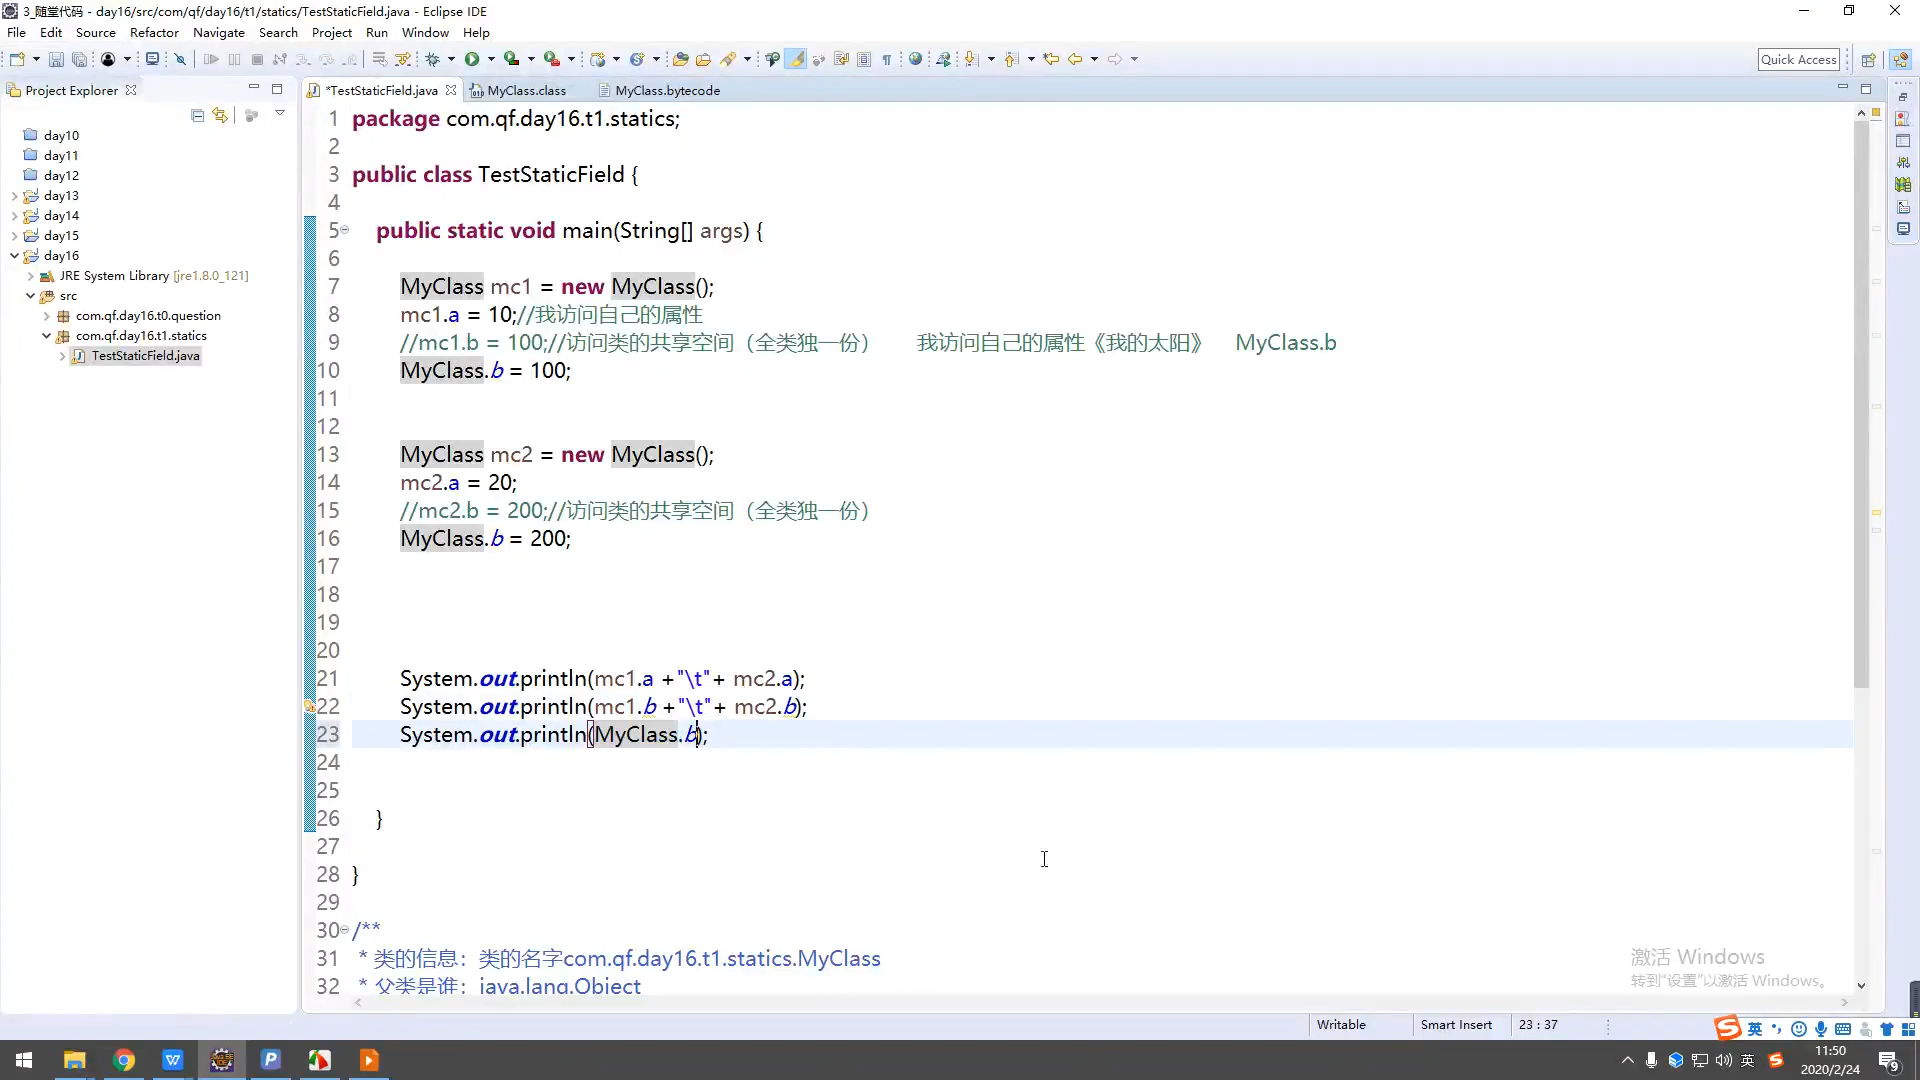 3_随堂代码 - day16/src/com/qf/day16/t1/statics/TestStaticField.java - Eclipse IDE
File Edit Source Refactor Navigate Search Project Run Window Help
Quick Access
Project Explorer
*TestStaticField.java MyClass.class MyClass.bytecode
day10
day11
day12
day13
day14
day15
day16
JRE System Library [jre1.8.0_121]
src
com.qf.day16.t0.question
com.qf.day16.t1.statics
TestStaticField.java
1 package com.qf.day16.t1.statics;
2
3 public class TestStaticField {
4
5 public static void main(String[] args) {
6
7 MyClass mc1 = new MyClass();
8 mc1.a = 10;//我访问自己的属性
9 //mc1.b = 100;//访问类的共享空间（全类独一份） 我访问自己的属性《我的太阳》 MyClass.b
10 MyClass.b = 100;
11
12
13 MyClass mc2 = new MyClass();
14 mc2.a = 20;
15 //mc2.b = 200;//访问类的共享空间（全类独一份）
16 MyClass.b = 200;
17
18
19
20
21 System.out.println(mc1.a +"\t"+ mc2.a);
22 System.out.println(mc1.b +"\t"+ mc2.b);
23 System.out.println(MyClass.b);
24
25
26 }
27
28 }
29
30 /**
31 * 类的信息：类的名字com.qf.day16.t1.statics.MyClass
32 * 父类是谁：java.lang.Object
激活 Windows
转到“设置”以激活 Windows。
Writable Smart Insert 23 : 37
英
英
11:50
2020/2/24
9